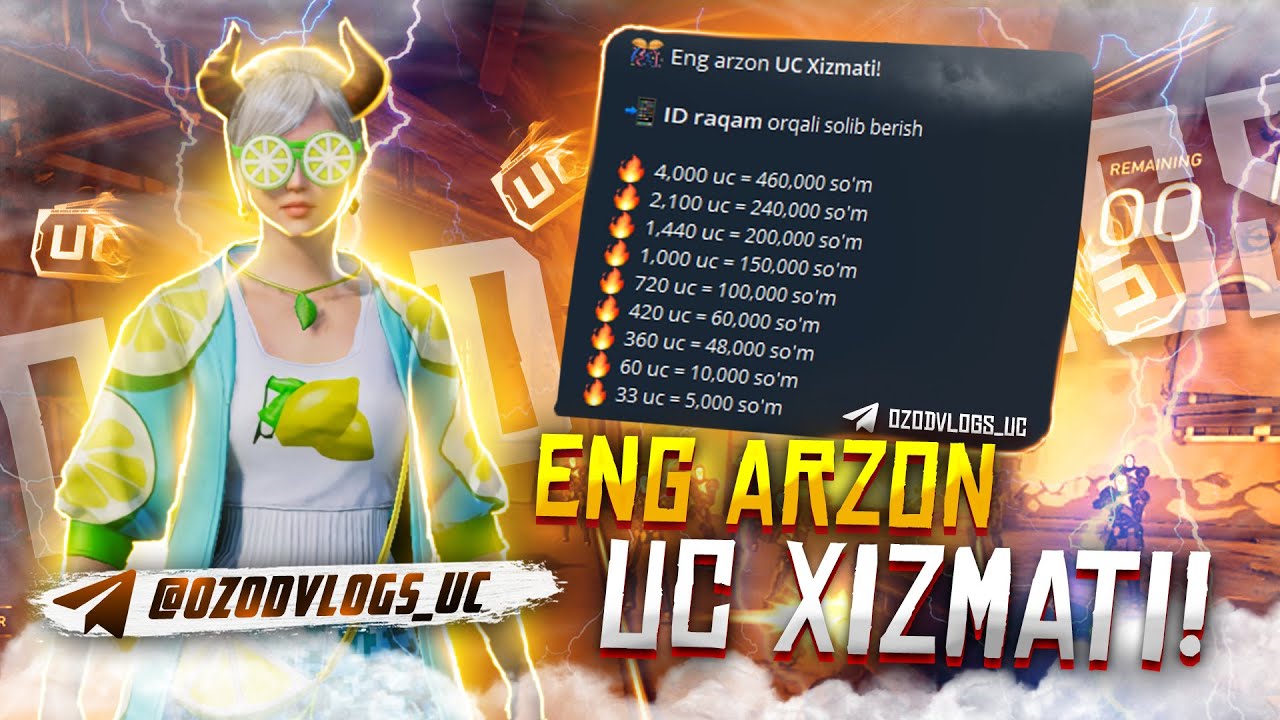 Eng arzon UC Xizmati!
ID raqam orqali solib berish
4,000 uc = 460,000 so'm
2,100 uc = 240,000 so'm
1,440 uc = 200,000 so'm
1,000 uc = 150,000 so'm
720 uc = 100,000 so'm
420 uc = 60,000 so'm
360 uc = 48,000 so'm
60 uc = 10,000 so'm
33 uc = 5,000 so'm
OZODVLOGS_UC
REMAINING
00
UC
UC
ENG ARZON
UC XIZMATI!
@OZODVLOGS_UC